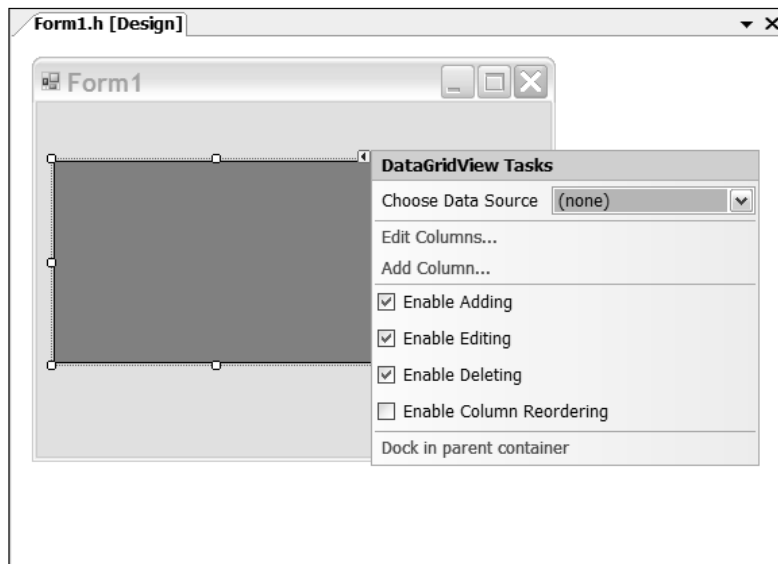 Form1.h [Design]
Form1
DataGridView Tasks
Choose Data Source (none)
Edit Columns...
Add Column...
Enable Adding
Enable Editing
Enable Deleting
Enable Column Reordering
Dock in parent container